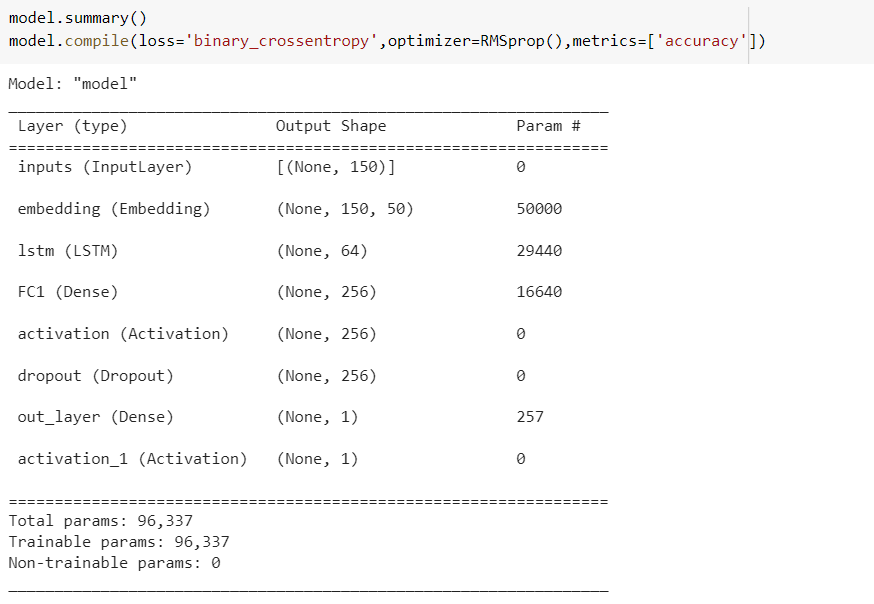 model.summary()
model.compile(loss='binary_crossentropy',optimizer=RMSprop(),metrics=['accuracy'])
Model: "model"
_________________________________________________________________
Layer (type) Output Shape Param #
=================================================================
inputs (InputLayer) [(None, 150)] 0
embedding (Embedding) (None, 150, 50) 50000
lstm (LSTM) (None, 64) 29440
FC1 (Dense) (None, 256) 16640
activation (Activation) (None, 256) 0
dropout (Dropout) (None, 256) 0
out_layer (Dense) (None, 1) 257
activation_1 (Activation) (None, 1) 0
=================================================================
Total params: 96,337
Trainable params: 96,337
Non-trainable params: 0
_________________________________________________________________